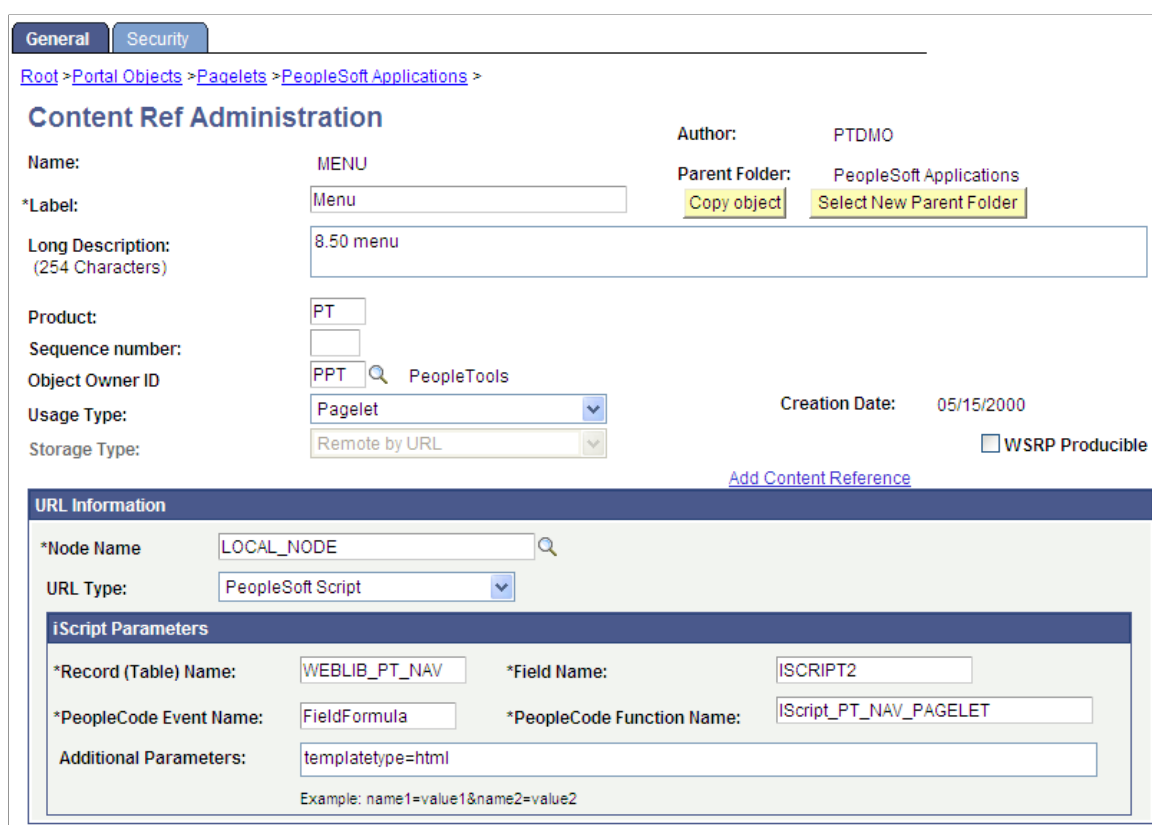 General Security
Root >Portal Objects >Pagelets >PeopleSoft Applications >
Content Ref Administration
Author: PTDMO
Name: MENU
Parent Folder: PeopleSoft Applications
*Label: Menu Copy object Select New Parent Folder
Long Description: 8.50 menu
(254 Characters)
Product: PT
Sequence number:
Object Owner ID PPT PeopleTools
Usage Type: Pagelet Creation Date: 05/15/2000
Storage Type: Remote by URL WSRP Producible
Add Content Reference
URL Information
*Node Name LOCAL_NODE
URL Type: PeopleSoft Script
iScript Parameters
*Record (Table) Name: WEBLIB_PT_NAV *Field Name: ISCRIPT2
*PeopleCode Event Name: FieldFormula *PeopleCode Function Name: IScript_PT_NAV_PAGELET
Additional Parameters: templatetype=html
Example: name1=value1&name2=value2